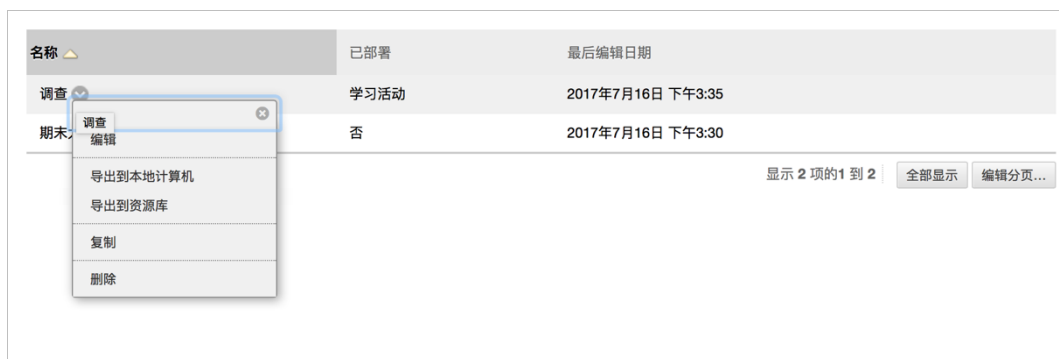 名称 已部署 最后编辑日期
调查 学习活动 2017年7月16日 下午3:35
期末 否 2017年7月16日 下午3:30
调查
编辑
导出到本地计算机
导出到资源库
复制
删除
显示 2 项的1 到 2 全部显示 编辑分页...